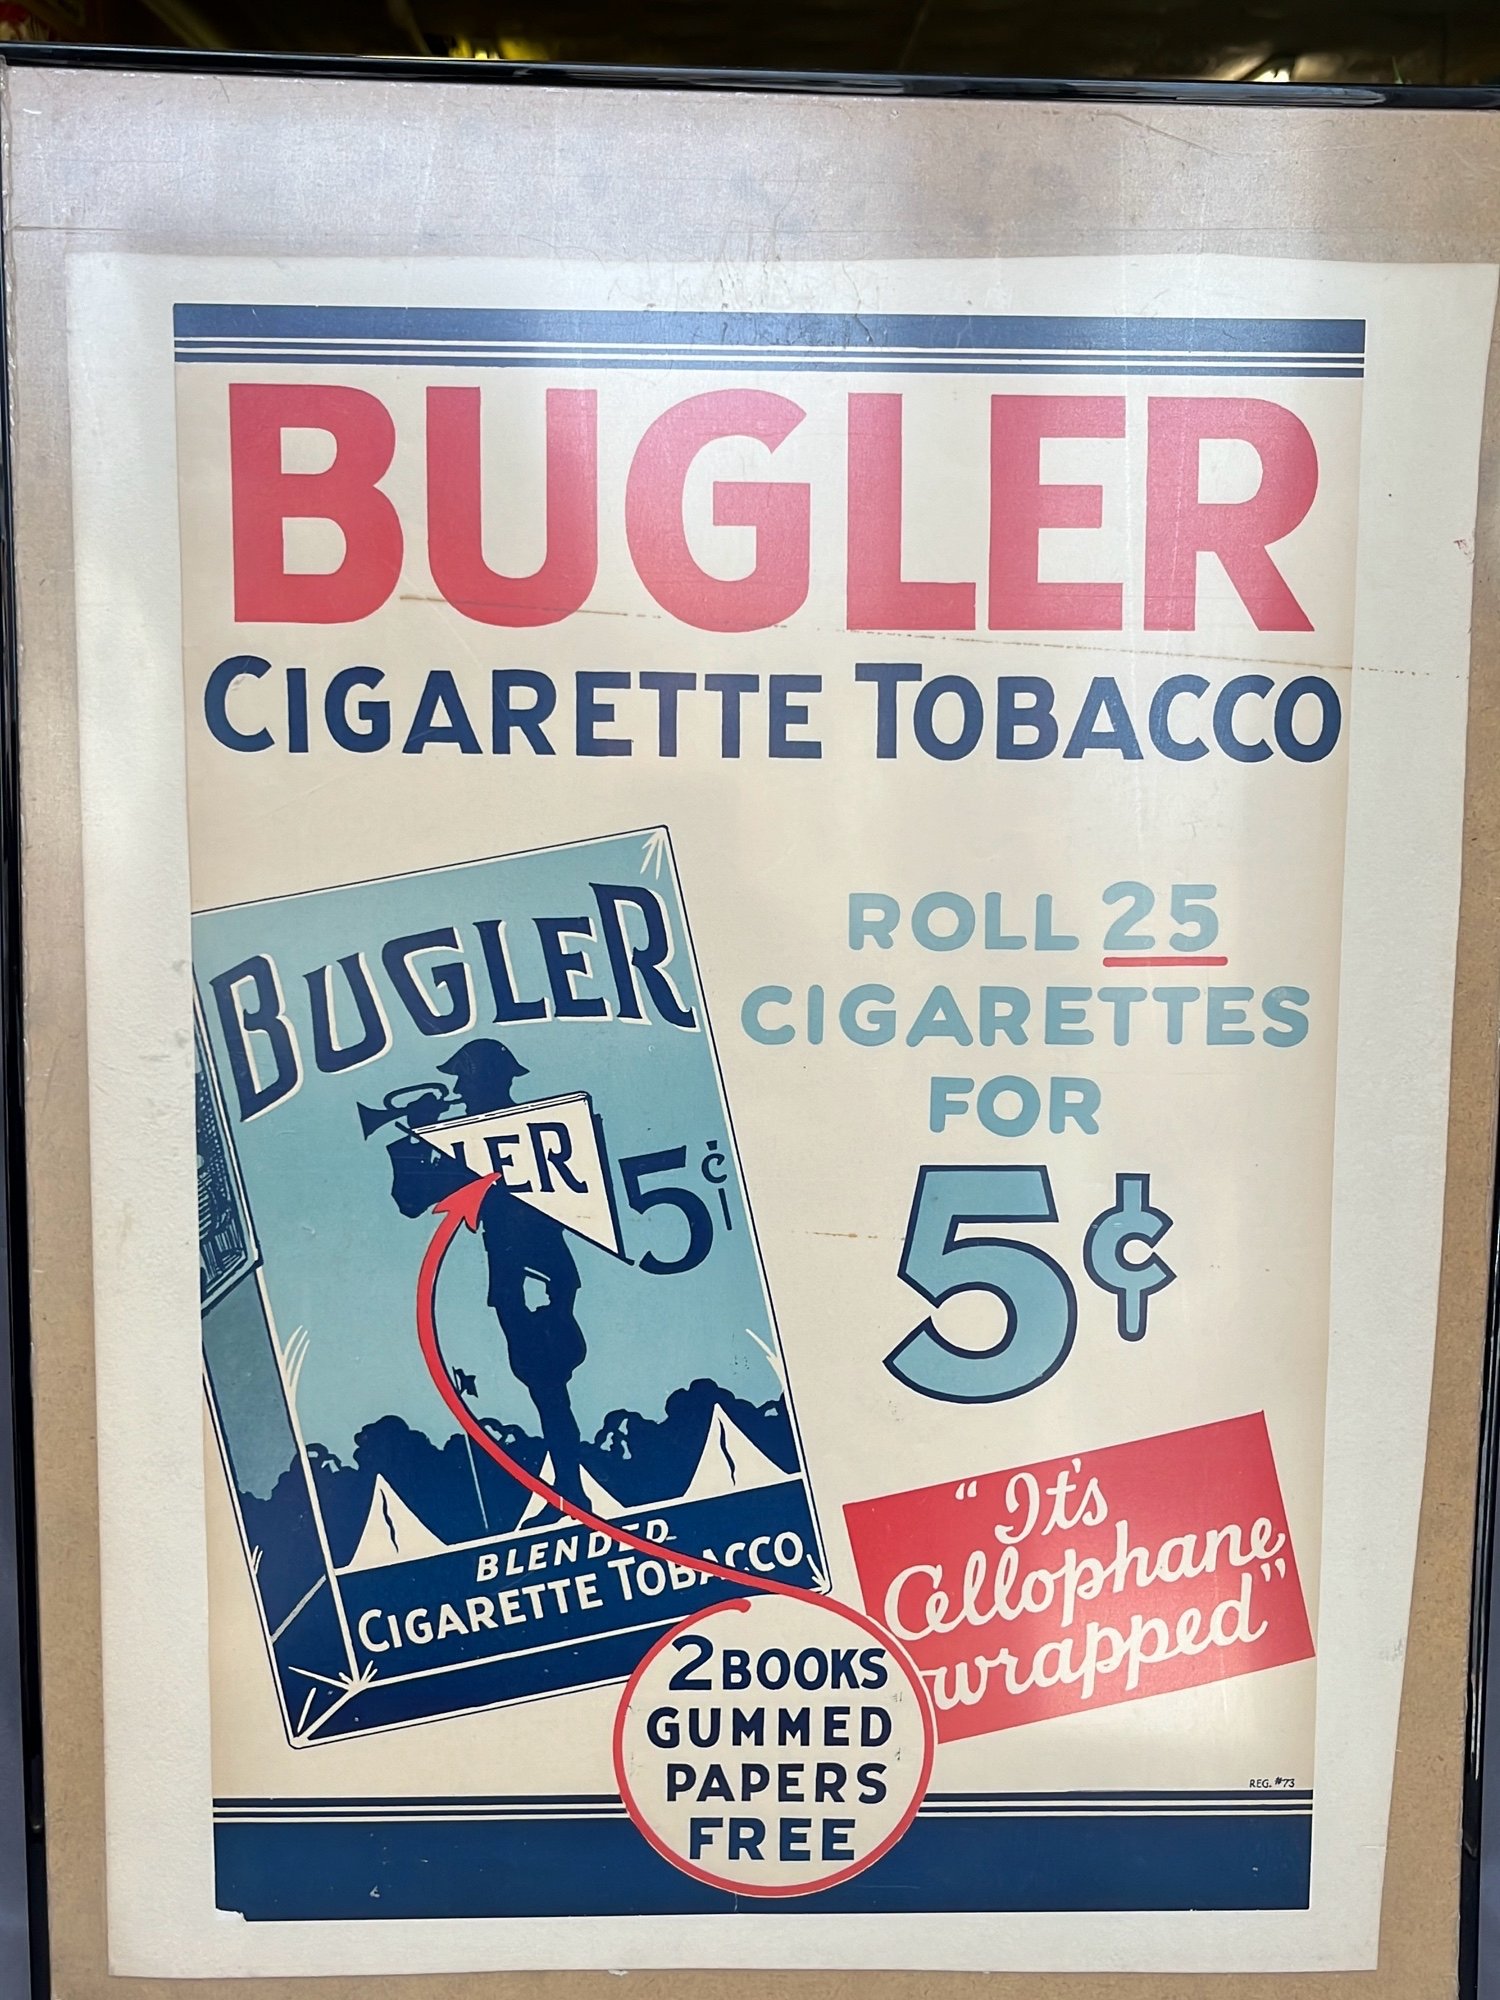 BUGLER
CIGARETTE TOBACCO
BUGLER
LER
5¢
BLENDED
CIGARETTE TOBACCO
ROLL 25
CIGARETTES
FOR
5¢
"It's
Cellophane
wrapped"
2 BOOKS
GUMMED
PAPERS
FREE
REG. #73